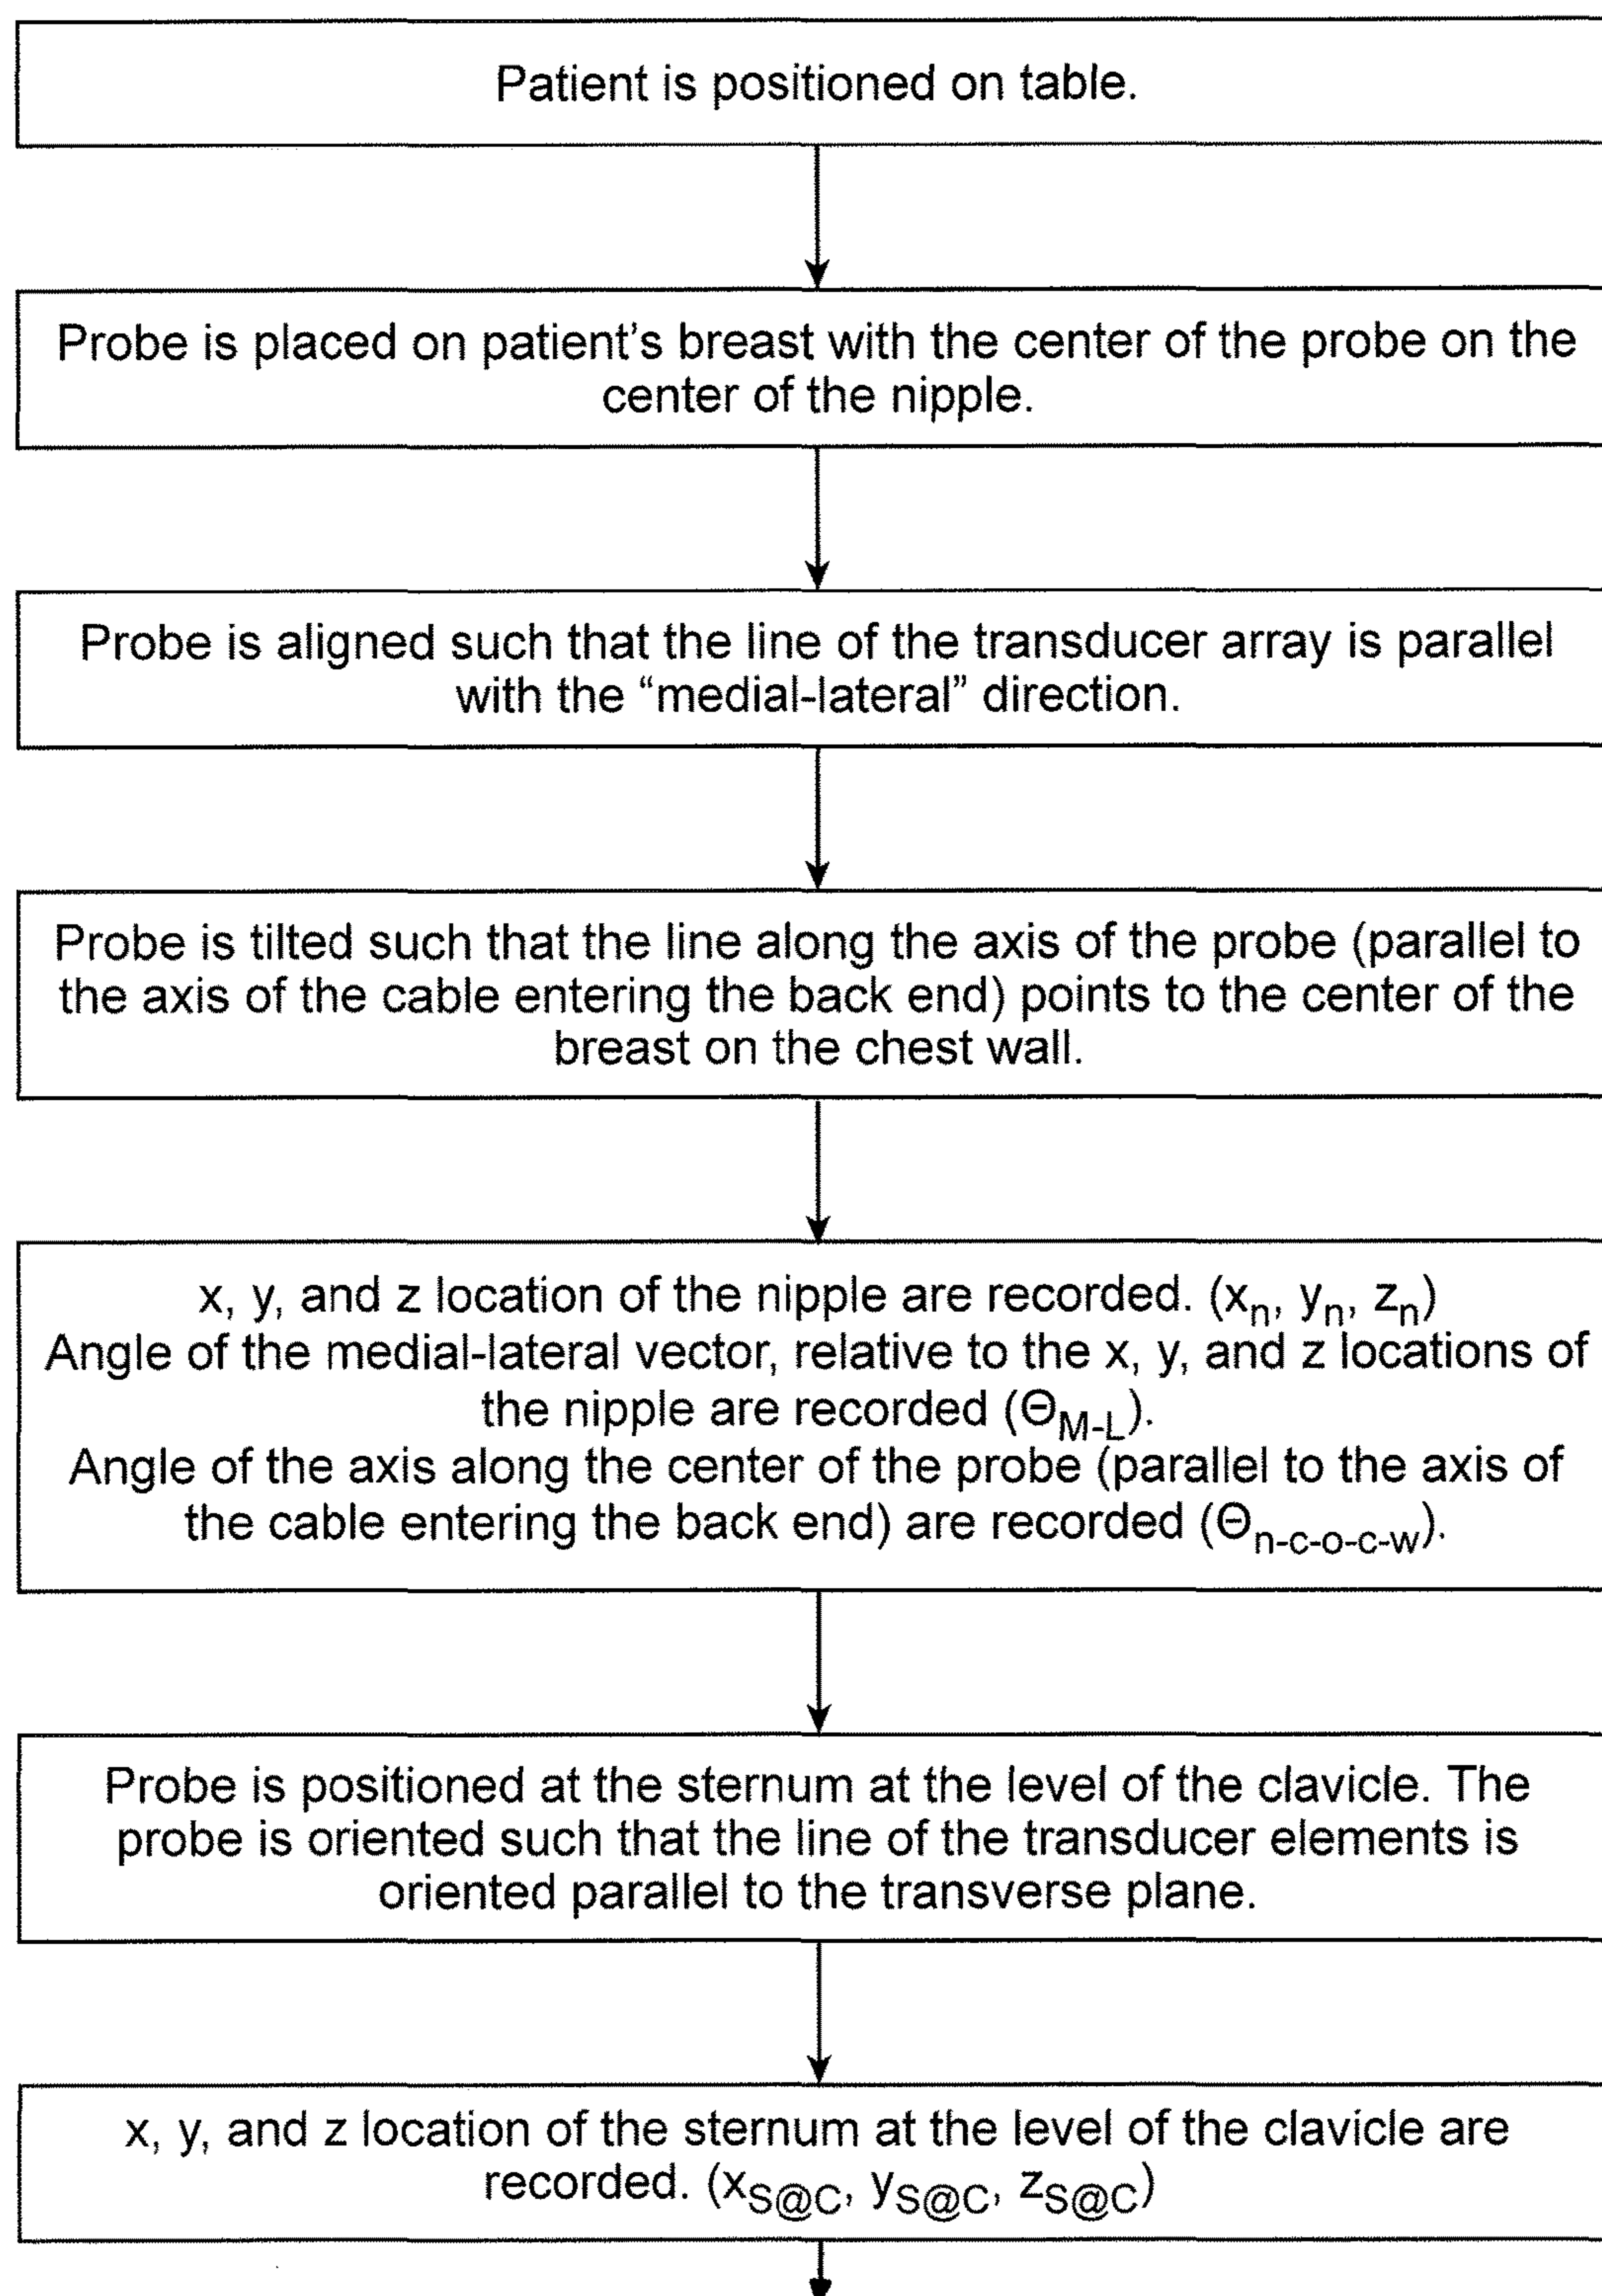 Patient is positioned on table.
Probe is placed on patient’s breast with the center of the probe on the
center of the nipple.
Probe is aligned such that the line of the transducer array is parallel
with the “medial-lateral” direction.
Probe is tilted such that the line along the axis of the probe (parallel to
the axis of the cable entering the back end) points to the center of the
breast on the chest wall.
x, y, and z location of the nipple are recorded. (xn, yn, zn)
Angle of the medial-lateral vector, relative to the x, y, and z locations of
the nipple are recorded (ΘM-L).
Angle of the axis along the center of the probe (parallel to the axis of
the cable entering the back end) are recorded (Θn-c-o-c-w).
Probe is positioned at the sternum at the level of the clavicle. The
probe is oriented such that the line of the transducer elements is
oriented parallel to the transverse plane.
x, y, and z location of the sternum at the level of the clavicle are
recorded. (xS@C, yS@C, zS@C)